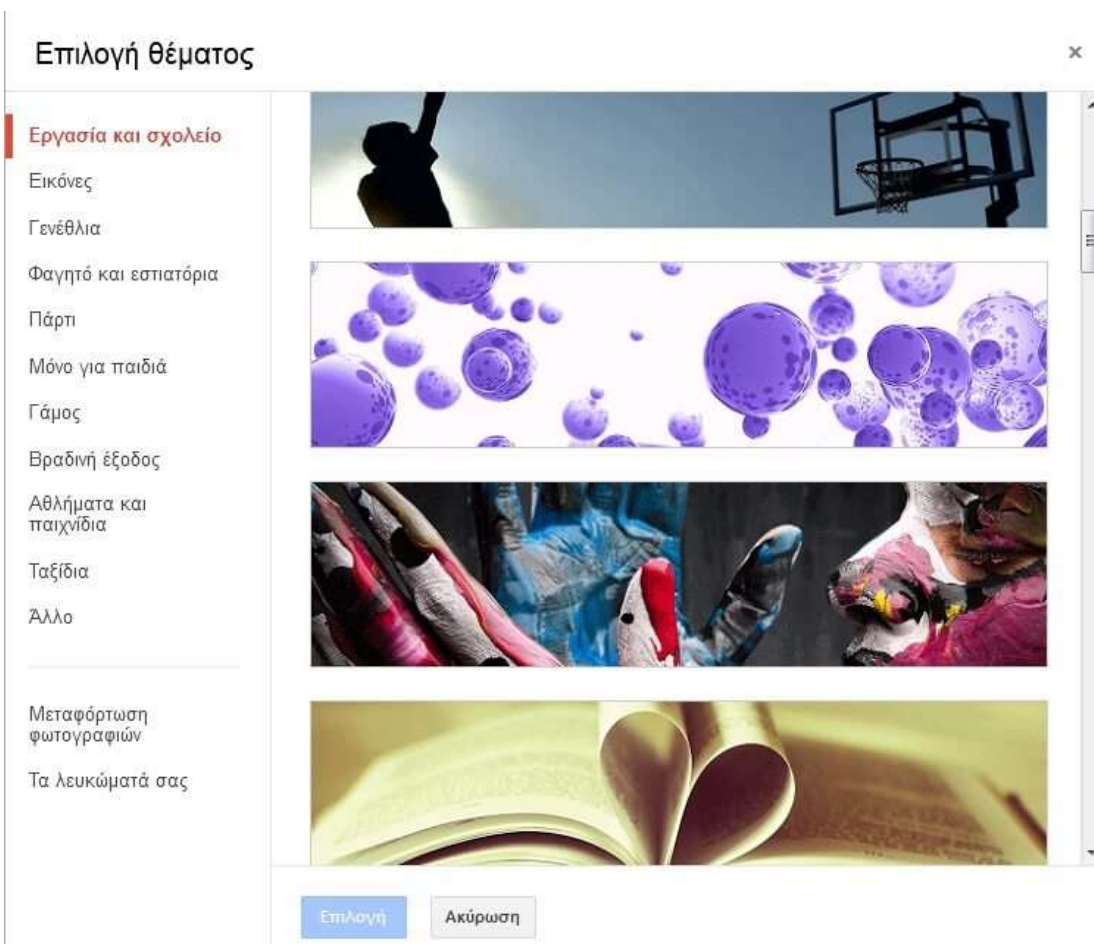 Επιλογή θέματος
×
Εργασία και σχολείο
Εικόνες
Γενέθλια
Φαγητό και εστιατόρια
Πάρτι
Μόνο για παιδιά
Γάμος
Βραδινή έξοδος
Αθλήματα και
παιχνίδια
Ταξίδια
Άλλο
Μεταφόρτωση
φωτογραφιών
Τα λευκώματά σας
Επιλογή
Ακύρωση